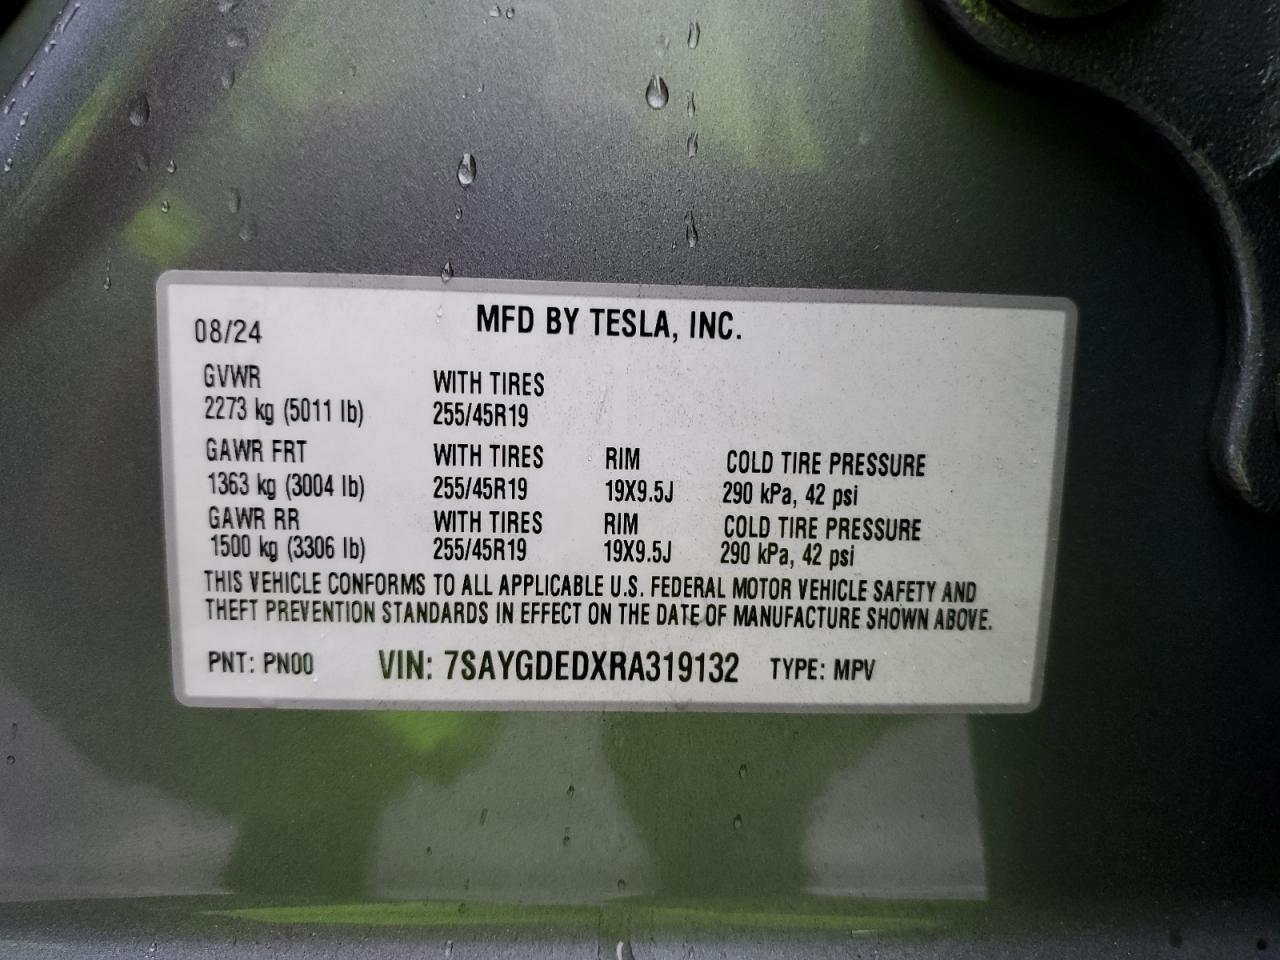 08/24 MFD BY TESLA, INC.
GVWR WITH TIRES
2273 kg (5011 lb) 255/45R19
GAWR FRT WITH TIRES RIM COLD TIRE PRESSURE
1363 kg (3004 lb) 255/45R19 19X9.5J 290 kPa, 42 psi
GAWR RR WITH TIRES RIM COLD TIRE PRESSURE
1500 kg (3306 lb) 255/45R19 19X9.5J 290 kPa, 42 psi
THIS VEHICLE CONFORMS TO ALL APPLICABLE U.S. FEDERAL MOTOR VEHICLE SAFETY AND
THEFT PREVENTION STANDARDS IN EFFECT ON THE DATE OF MANUFACTURE SHOWN ABOVE.
PNT: PN00 VIN: 7SAYGDEDXRA319132 TYPE: MPV